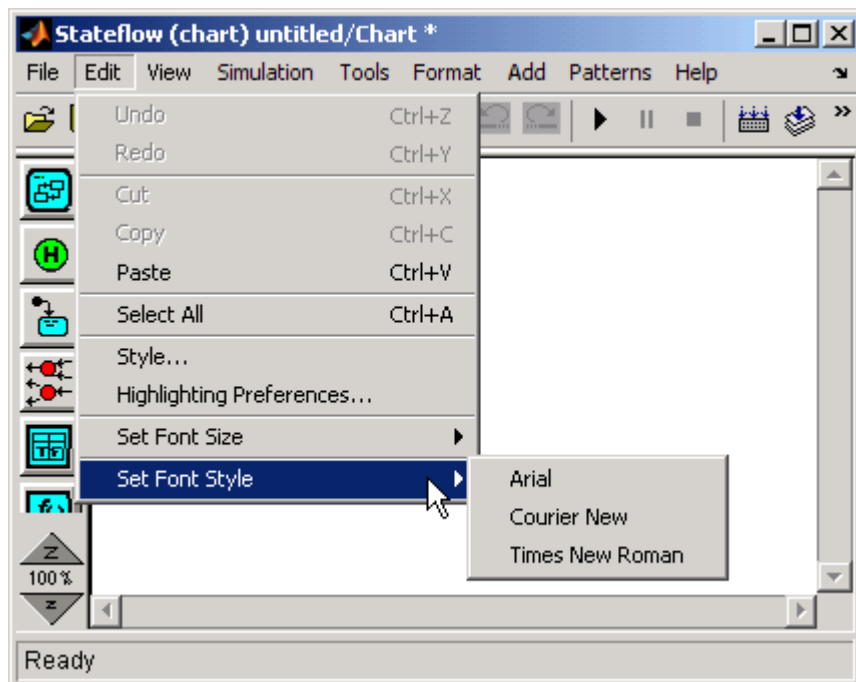 Stateflow (chart) untitled/Chart *
File Edit View Simulation Tools Format Add Patterns Help
Undo Ctrl+Z
Redo Ctrl+Y
Cut Ctrl+X
Copy Ctrl+C
Paste Ctrl+V
Select All Ctrl+A
Style...
Highlighting Preferences...
Set Font Size
Set Font Style
Arial
Courier New
Times New Roman
H
Z
100%
z
Ready